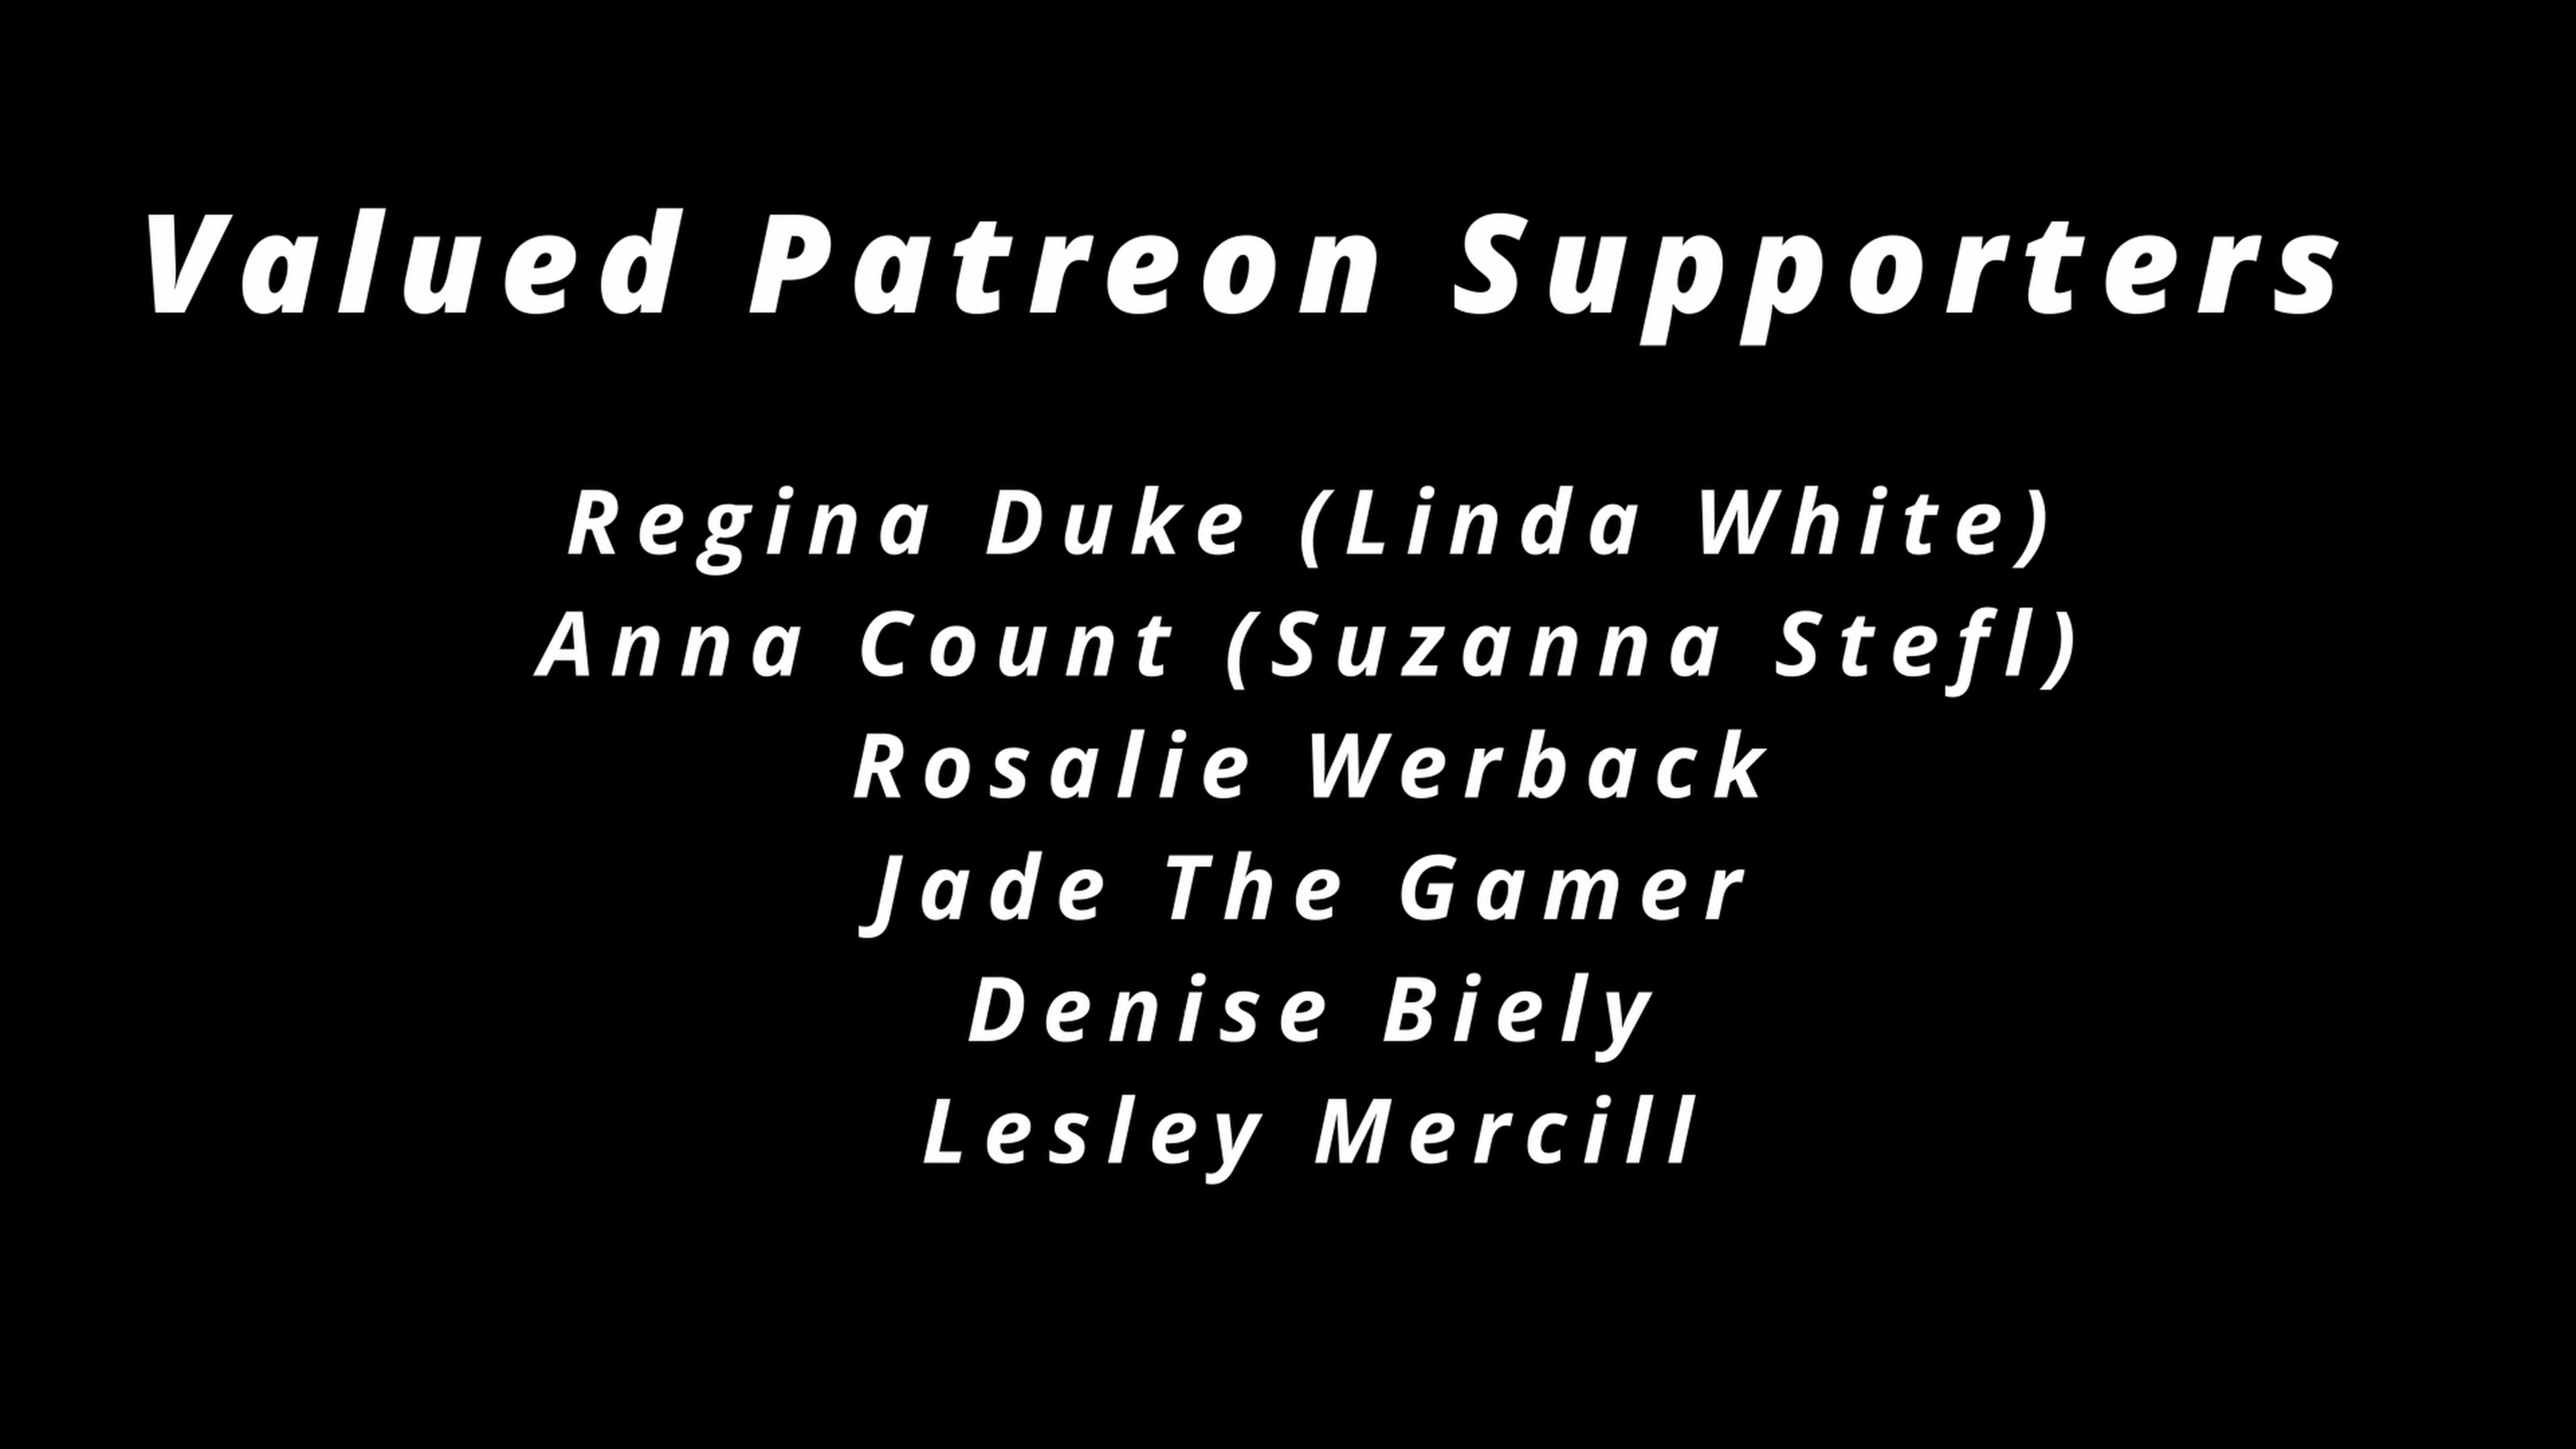 Valued Patreon Supporters
Regina Duke (Linda White)
Anna Count (Suzanna Stefl)
Rosalie Werback
Jade The Gamer
Denise Biely
Lesley Mercill